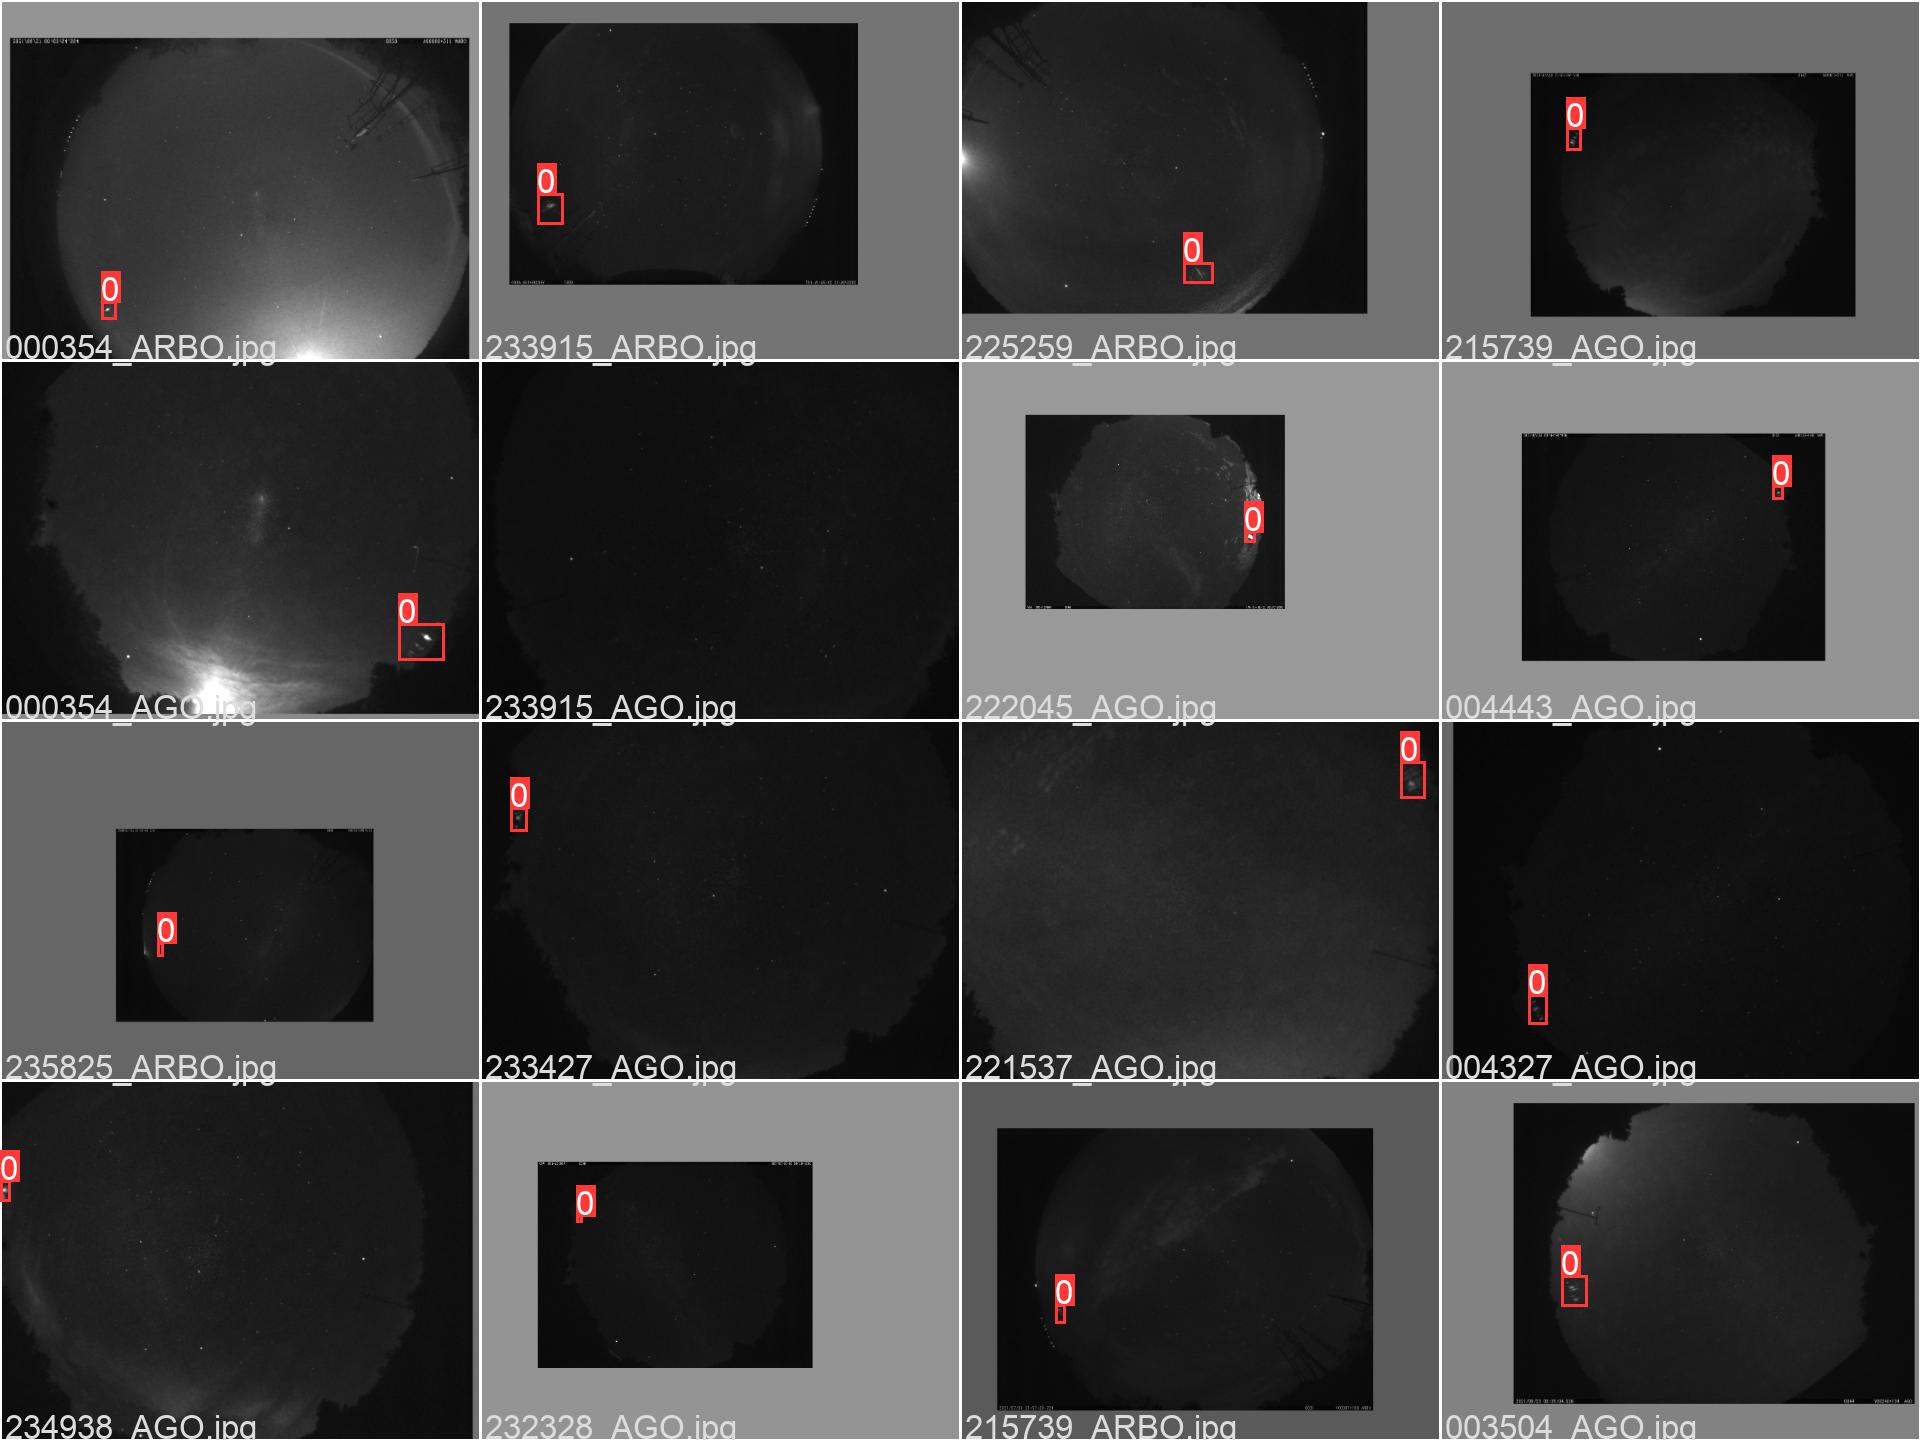 0
000354_ARBO.jpg
0
233915_ARBO.jpg
0
225259_ARBO.jpg
0
215739_AGO.jpg
0
000354_AGO.jpg
233915_AGO.jpg
0
222045_AGO.jpg
0
004443_AGO.jpg
0
235825_ARBO.jpg
0
233427_AGO.jpg
0
221537_AGO.jpg
0
004327_AGO.jpg
0
234938_AGO.jpg
0
232328_AGO.jpg
0
215739_ARBO.jpg
0
003504_AGO.jpg